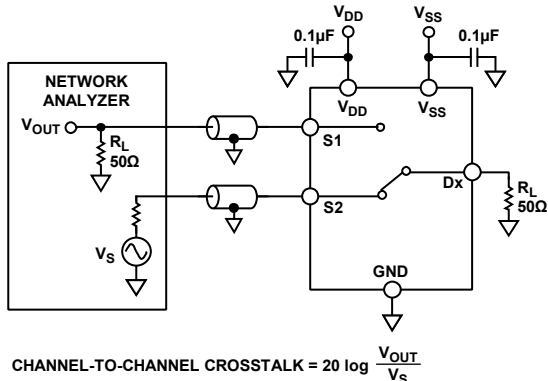 VDD
VSS
0.1µF
0.1µF
NETWORK
ANALYZER
VDD
VSS
VOUT
RL
50Ω
S1
S2
Dx
RL
50Ω
VS
GND
CHANNEL-TO-CHANNEL CROSSTALK = 20 log VOUT
VS